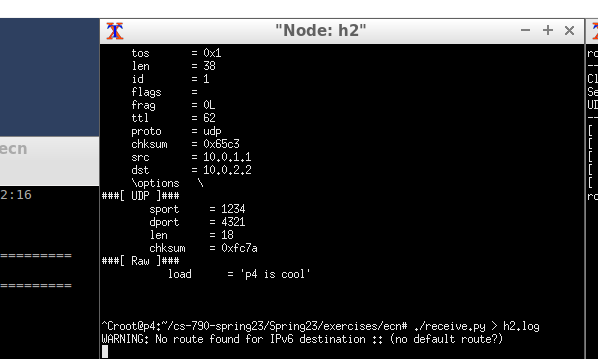 "Node: h2"
tos = 0x1
len = 38
id = 1
flags =
frag = 0L
ttl = 62
proto = udp
chksum = 0x65c3
src = 10.0.1.1
dst = 10.0.2.2
\options \
###[ UDP ]###
sport = 1234
dport = 4321
len = 18
chksum = 0xfc7a
###[ Raw ]###
load = 'p4 is cool'
^Croot@p4:~/cs-790-spring23/Spring23/exercises/ecn# ./receive.py > h2.log
WARNING: No route found for IPv6 destination :: (no default route?)
ecn
2:16
=========
=========
ro
--
Cl
Se
UD
--
[
[
[
[
[
ro